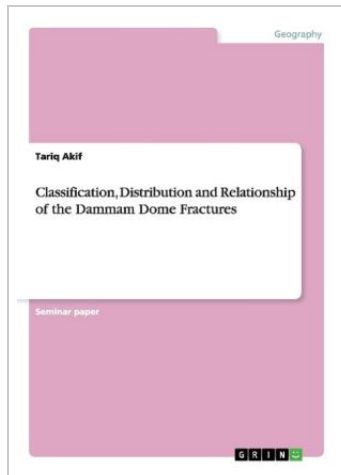 Geography
Tariq Akif
Classification, Distribution and Relationship
of the Dammam Dome Fractures
Seminar paper
GRIN